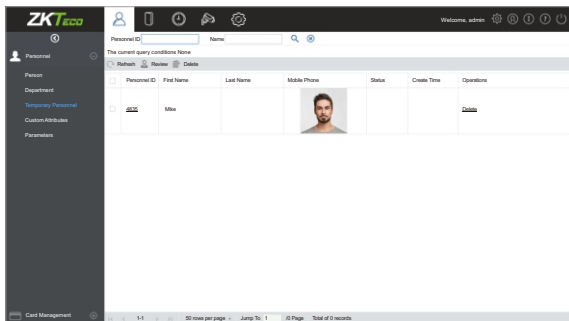 ZKTeco
Welcome, admin
Personnel ID
Name
Personnel
The current query conditions None
Refresh Review Delete
Person
Department
Temporary Personnel
Custom Attributes
Parameters
Personnel ID First Name Last Name Mobile Phone Status Create Time Operations
4835 Mike Delete
Card Management
1-1 50 rows per page Jump To 1 /0 Page Total of 0 records